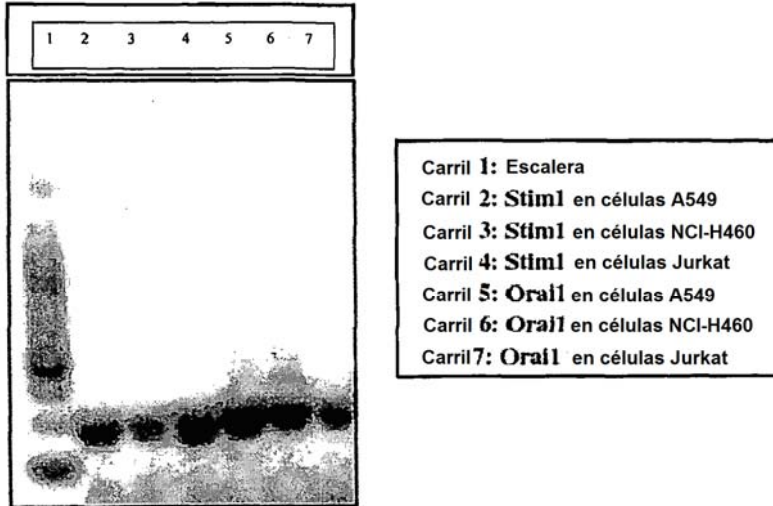 1 2 3 4 5 6 7
Carril 1: Escalera
Carril 2: Stim1 en células A549
Carril 3: Stim1 en células NCI-H460
Carril 4: Stim1 en células Jurkat
Carril 5: Orai1 en células A549
Carril 6: Orai1 en células NCI-H460
Carril7: Orai1 en células Jurkat